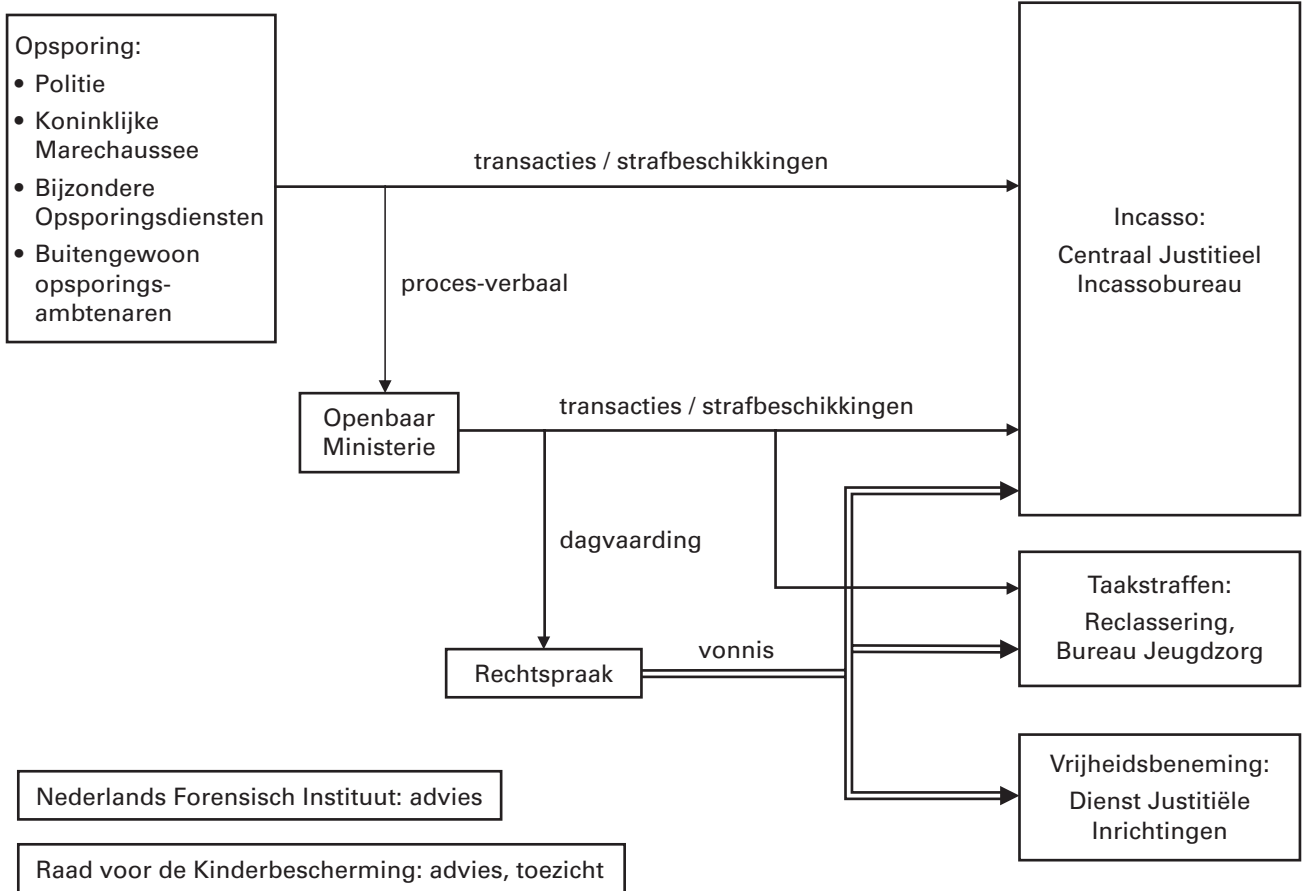 Opsporing:
• Politie
• Koninklijke
Marechaussee
• Bijzondere
Opsporingsdiensten
• Buitengewoon
opsporings-
ambtenaren
transacties / strafbeschikkingen
proces-verbaal
Incasso:
Centraal Justitieel
Incassobureau
Openbaar
Ministerie
transacties / strafbeschikkingen
dagvaarding
Taakstraffen:
Reclassering,
Bureau Jeugdzorg
Rechtspraak
vonnis
Vrijheidsbeneming:
Dienst Justitiële
Inrichtingen
Nederlands Forensisch Instituut: advies
Raad voor de Kinderbescherming: advies, toezicht